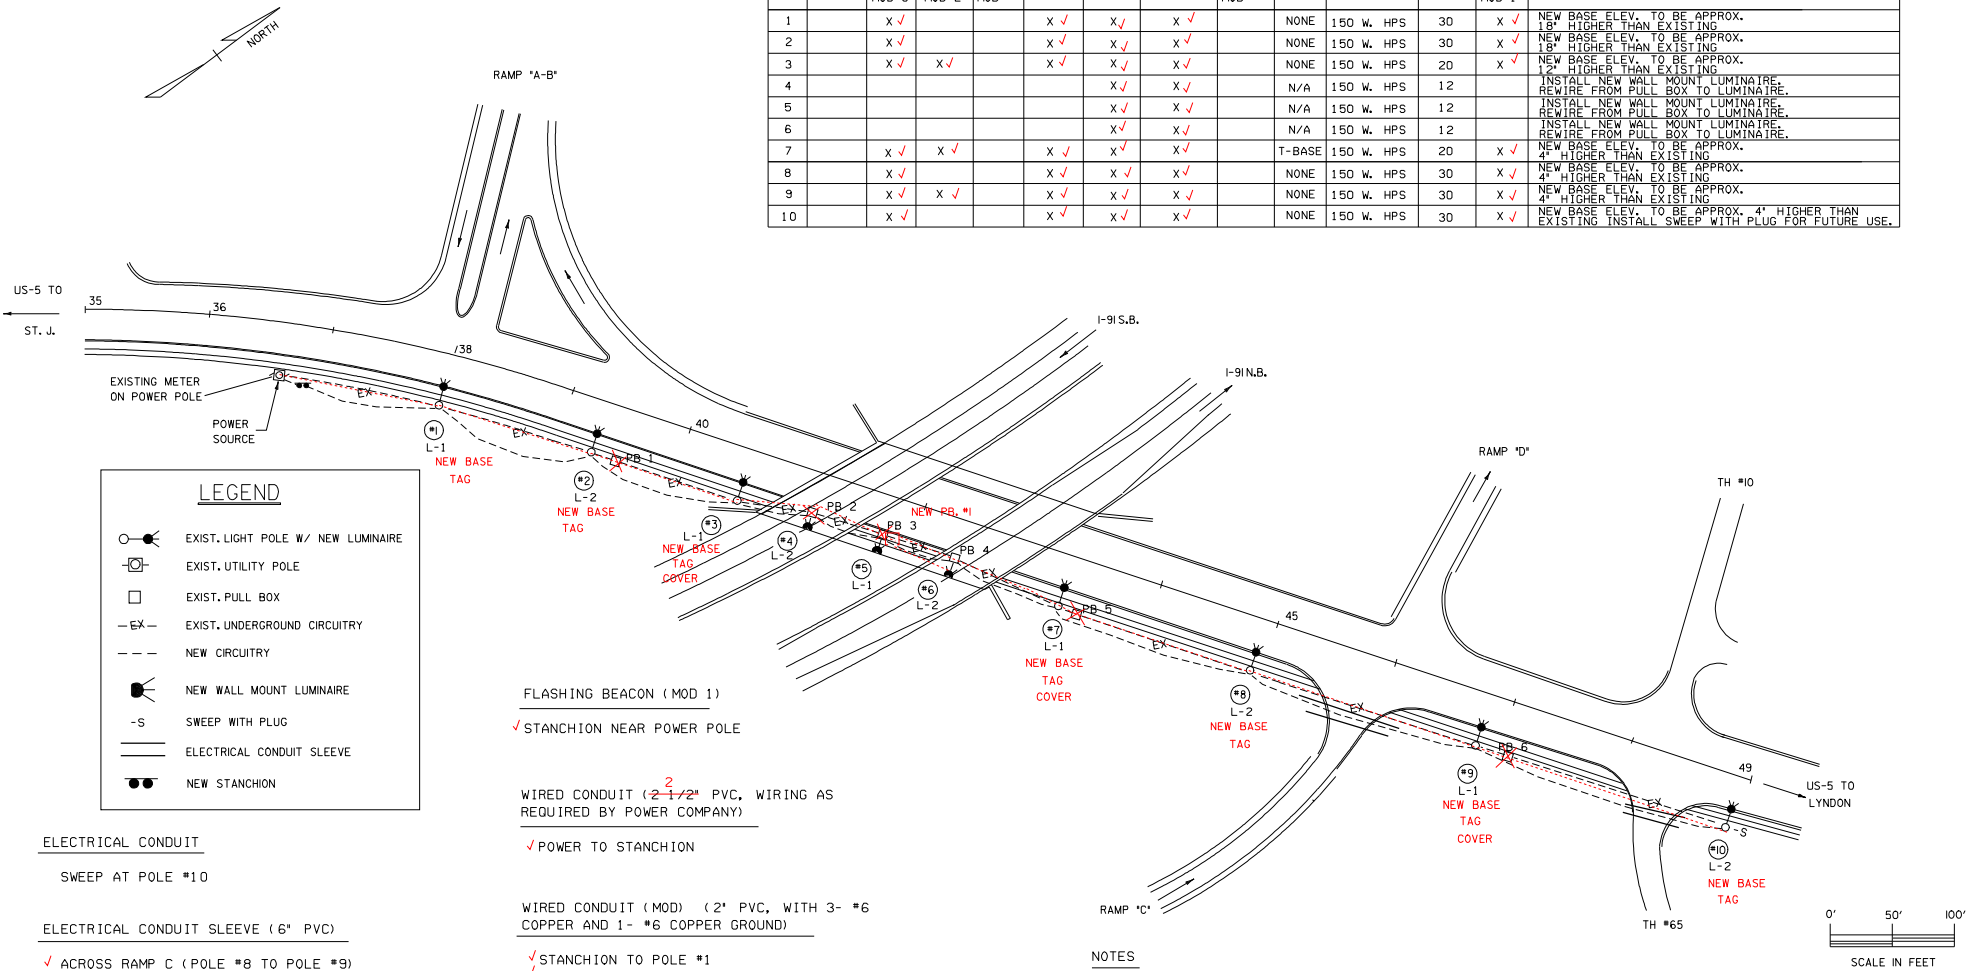 NORTH
1 X X X X NONE 150 W. HPS 30 X NEW BASE ELEV. TO BE APPROX.
18" HIGHER THAN EXISTING
2 X X X X NONE 150 W. HPS 30 X NEW BASE ELEV. TO BE APPROX.
18" HIGHER THAN EXISTING
3 X X X X X NONE 150 W. HPS 20 X NEW BASE ELEV. TO BE APPROX.
12" HIGHER THAN EXISTING
4 X X N/A 150 W. HPS 12 INSTALL NEW WALL MOUNT LUMINAIRE.
REWIRE FROM PULL BOX TO LUMINAIRE.
5 X X N/A 150 W. HPS 12 INSTALL NEW WALL MOUNT LUMINAIRE.
REWIRE FROM PULL BOX TO LUMINAIRE.
6 X X N/A 150 W. HPS 12 INSTALL NEW WALL MOUNT LUMINAIRE.
REWIRE FROM PULL BOX TO LUMINAIRE.
7 X X X X X T-BASE 150 W. HPS 20 X NEW BASE ELEV. TO BE APPROX.
4" HIGHER THAN EXISTING
8 X X X X NONE 150 W. HPS 30 X NEW BASE ELEV. TO BE APPROX.
4" HIGHER THAN EXISTING
9 X X X X X NONE 150 W. HPS 30 X NEW BASE ELEV. TO BE APPROX.
4" HIGHER THAN EXISTING
10 X X X X NONE 150 W. HPS 30 X NEW BASE ELEV. TO BE APPROX. 4" HIGHER THAN
EXISTING INSTALL SWEEP WITH PLUG FOR FUTURE USE.
RAMP "A-B"
US-5 TO
ST. J.
35
36
38
40
45
49
I-91 S.B.
I-91 N.B.
RAMP "D"
TH #10
EXISTING METER
ON POWER POLE
POWER
SOURCE
EX
EX
EX
EX
EX
EX
EX
EX
EX
EX
#1
L-1
NEW BASE
TAG
#2
L-2
NEW BASE
TAG
PB 1
#3
L-1
NEW BASE
TAG
COVER
PB 2
#4
L-2
PB 3
NEW PB. #1
#5
L-1
PB 4
#6
L-2
PB 5
#7
L-1
NEW BASE
TAG
COVER
#8
L-2
NEW BASE
TAG
PB 6
#9
L-1
NEW BASE
TAG
COVER
-S
#10
L-2
NEW BASE
TAG
US-5 TO
LYNDON
RAMP "C"
TH #65
LEGEND
EXIST. LIGHT POLE W/ NEW LUMINAIRE
EXIST. UTILITY POLE
EXIST. PULL BOX
-EX- EXIST. UNDERGROUND CIRCUITRY
NEW CIRCUITRY
NEW WALL MOUNT LUMINAIRE
-S SWEEP WITH PLUG
ELECTRICAL CONDUIT SLEEVE
NEW STANCHION
ELECTRICAL CONDUIT
SWEEP AT POLE #10
ELECTRICAL CONDUIT SLEEVE (6" PVC)
✓ ACROSS RAMP C (POLE #8 TO POLE #9)
FLASHING BEACON (MOD 1)
✓ STANCHION NEAR POWER POLE
2
WIRED CONDUIT (2 1/2" PVC, WIRING AS
REQUIRED BY POWER COMPANY)
✓ POWER TO STANCHION
WIRED CONDUIT (MOD) (2" PVC, WITH 3- #6
COPPER AND 1- #6 COPPER GROUND)
✓ STANCHION TO POLE #1
NOTES
0' 50' 100'
SCALE IN FEET